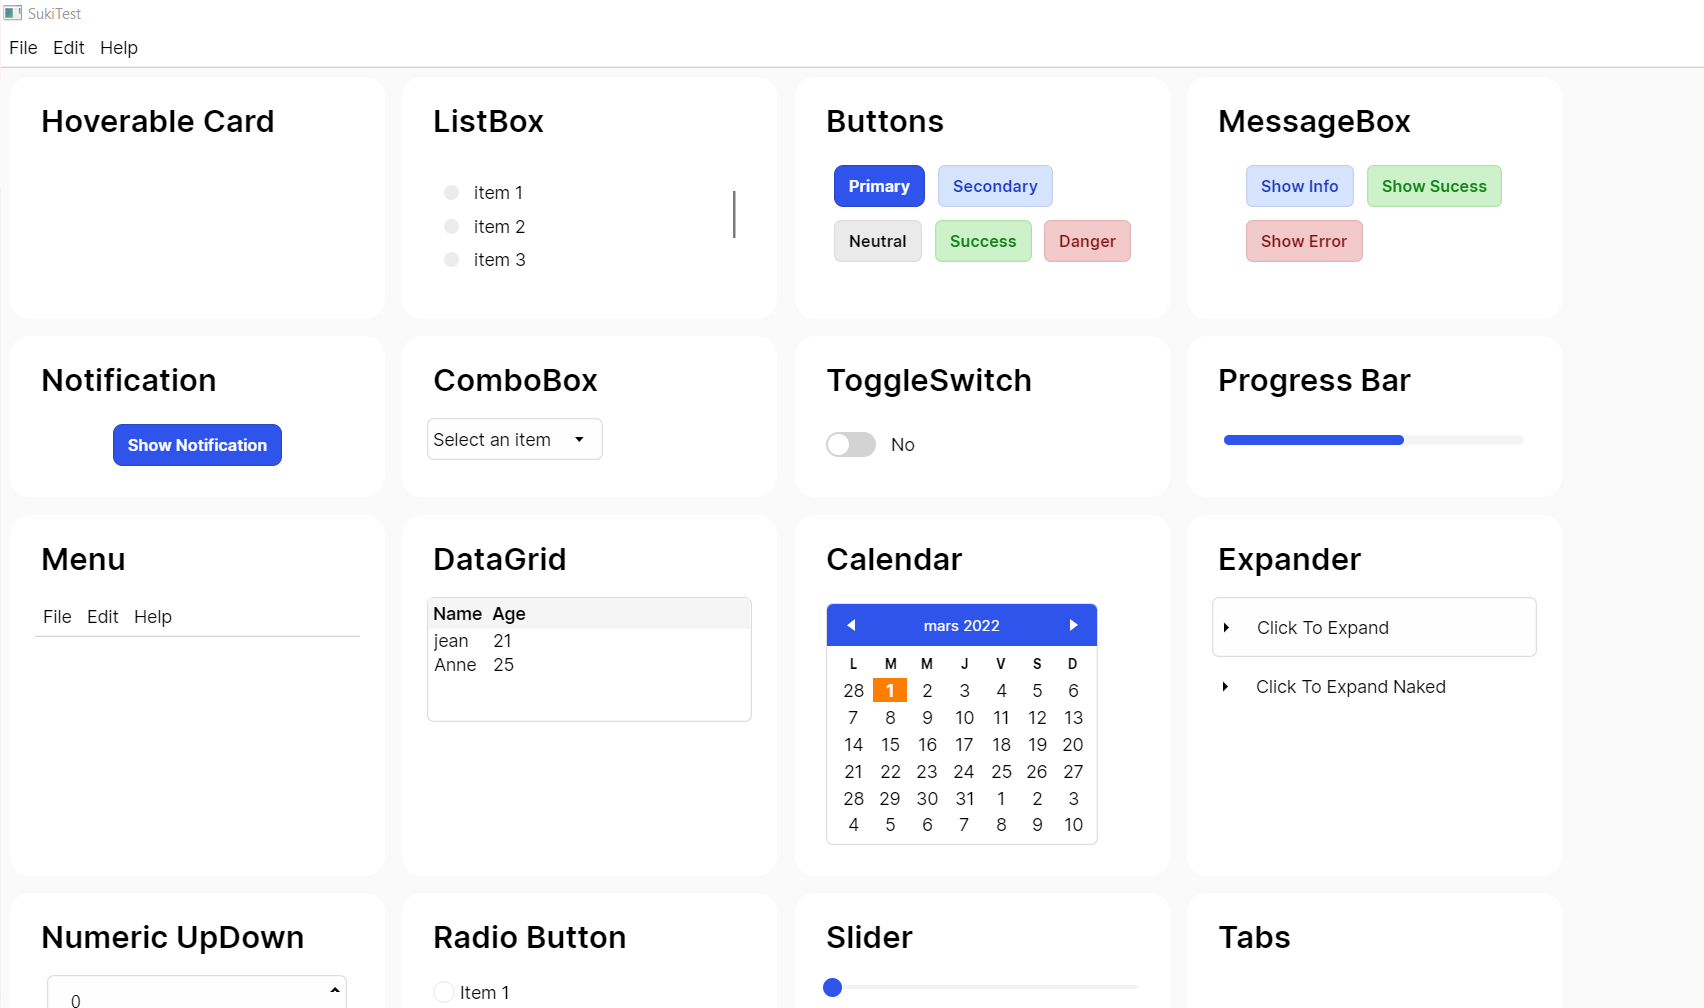 SukiTest
File Edit Help
Hoverable Card
ListBox
item 1
item 2
item 3
Buttons
Primary Secondary
Neutral Success Danger
MessageBox
Show Info Show Sucess
Show Error
Notification
Show Notification
ComboBox
Select an item
ToggleSwitch
No
Progress Bar
Menu
File Edit Help
DataGrid
Name Age
jean 21
Anne 25
Calendar
mars 2022
L M M J V S D
28 1 2 3 4 5 6
7 8 9 10 11 12 13
14 15 16 17 18 19 20
21 22 23 24 25 26 27
28 29 30 31 1 2 3
4 5 6 7 8 9 10
Expander
Click To Expand
Click To Expand Naked
Numeric UpDown
0
Radio Button
Item 1
Slider
Tabs